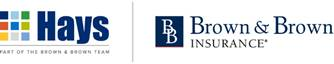 Hays
PART OF THE BROWN & BROWN TEAM
BB
Brown & Brown
INSURANCE®